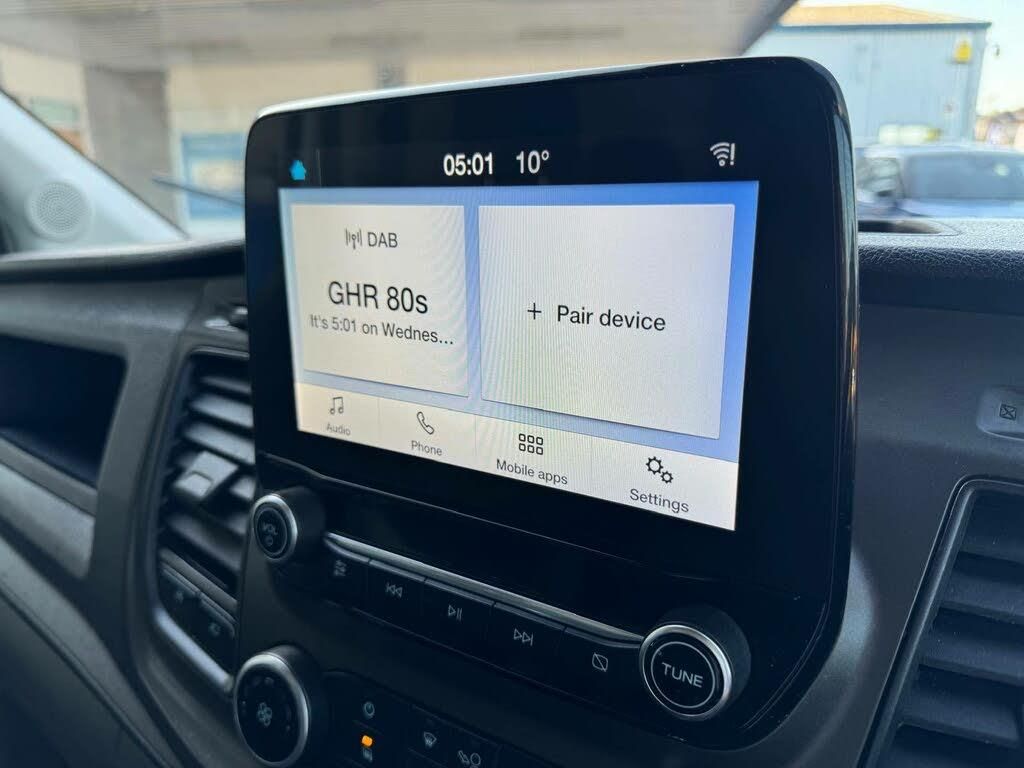 05:01 10°
DAB
GHR 80s
It's 5:01 on Wednes...
+ Pair device
Audio
Phone
Mobile apps
Settings
VOL
TUNE